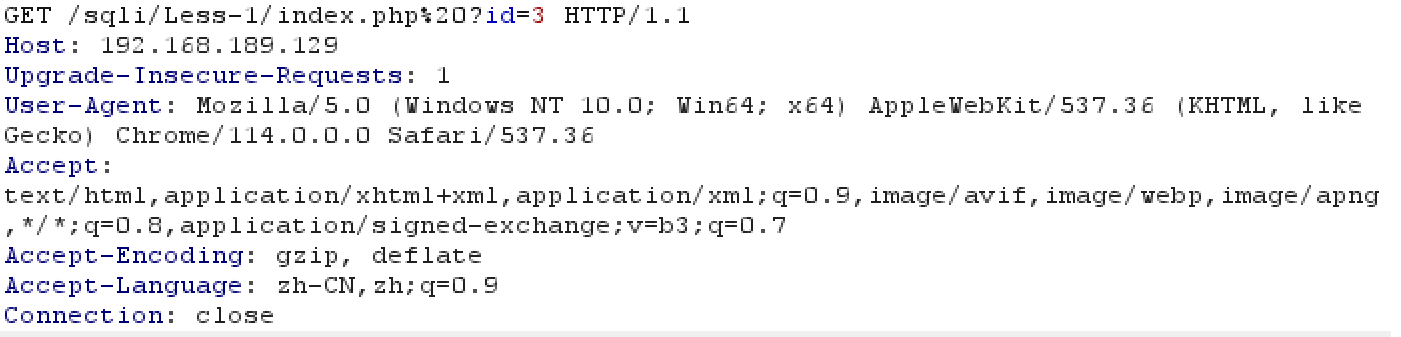 GET /sqli/Less-1/index.php%20?id=3 HTTP/1.1
Host: 192.168.189.129
Upgrade-Insecure-Requests: 1
User-Agent: Mozilla/5.0 (Windows NT 10.0; Win64; x64) AppleWebKit/537.36 (KHTML, like
Gecko) Chrome/114.0.0.0 Safari/537.36
Accept:
text/html,application/xhtml+xml,application/xml;q=0.9,image/avif,image/webp,image/apng
,*/*;q=0.8,application/signed-exchange;v=b3;q=0.7
Accept-Encoding: gzip, deflate
Accept-Language: zh-CN,zh;q=0.9
Connection: close